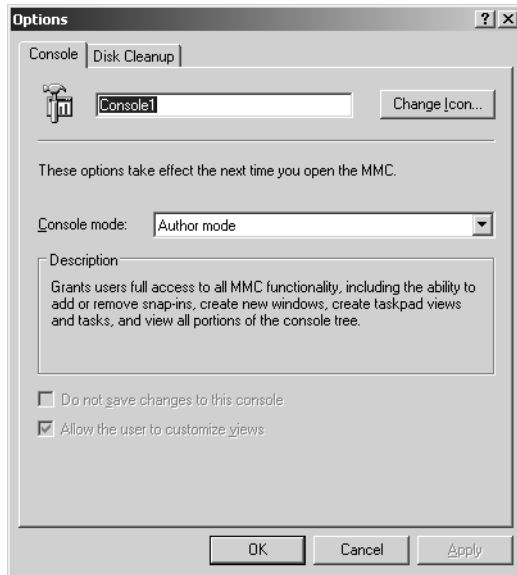 Options
Console
Disk Cleanup
Console1
Change Icon...
These options take effect the next time you open the MMC.
Console mode:
Author mode
Description
Grants users full access to all MMC functionality, including the ability to
add or remove snap-ins, create new windows, create taskpad views
and tasks, and view all portions of the console tree.
Do not save changes to this console
Allow the user to customize views
OK
Cancel
Apply